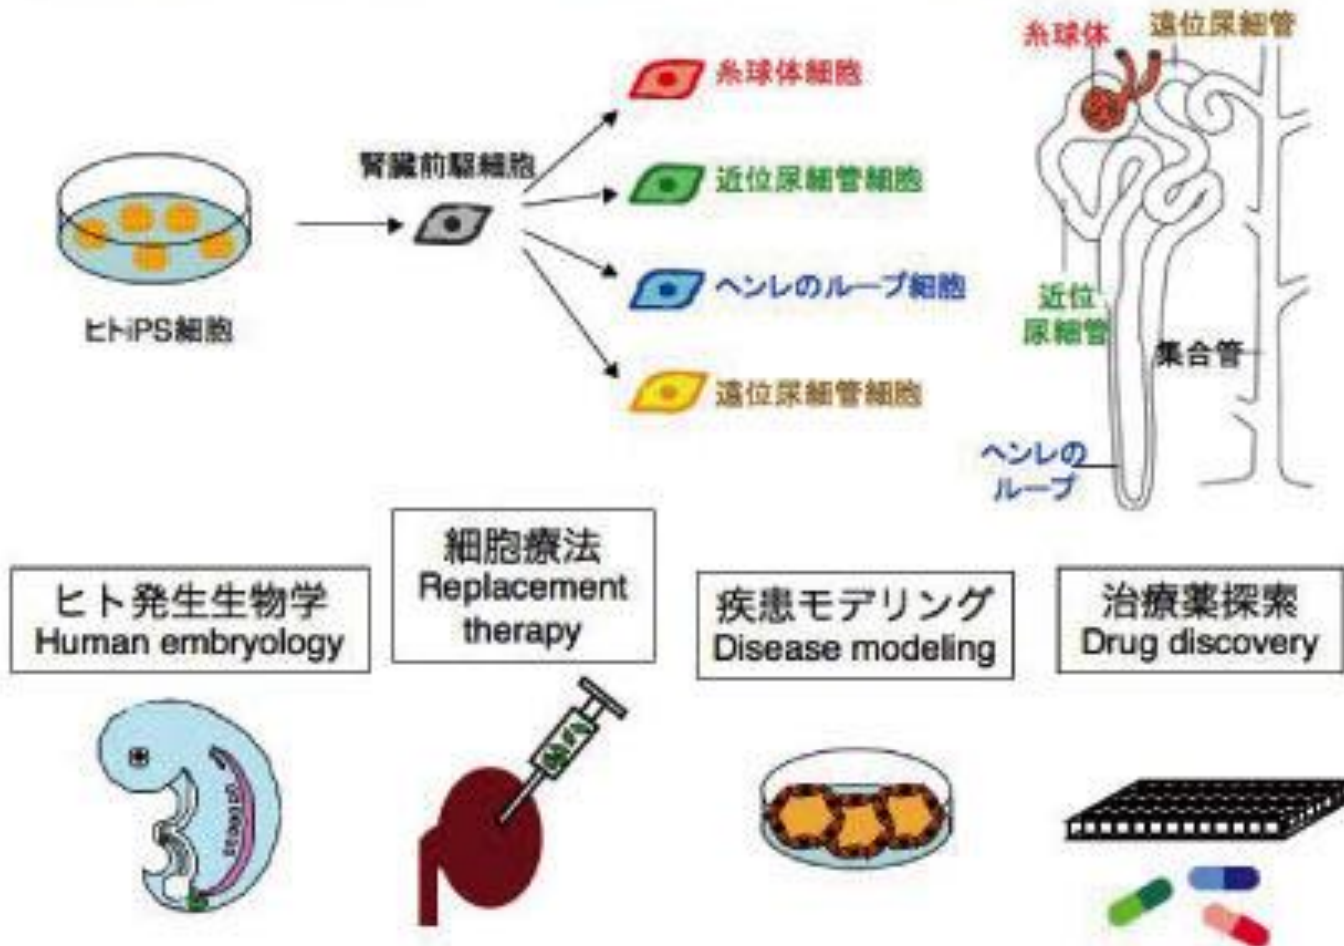 糸球体 遠位尿細管
糸球体細胞
腎臓前駆細胞
近位尿細管細胞
ヘンレのループ細胞
近位
尿細管
ヒトiPS細胞
集合管
遠位尿細管細胞
ヘンレの
ループ
細胞療法
Replacement
therapy
ヒト発生生物学
Human embryology
疾患モデリング
Disease modeling
治療薬探索
Drug discovery